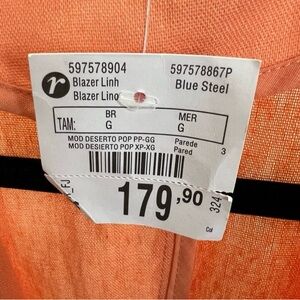 597578904 597578867P
r Blazer Linh Blue Steel
Blazer Lino
BR MER
TAM: G G
MOD DESERTO POP PP-GG Parede 3
MOD DESERTO POP XP-XG Pared
179,90
324
Col